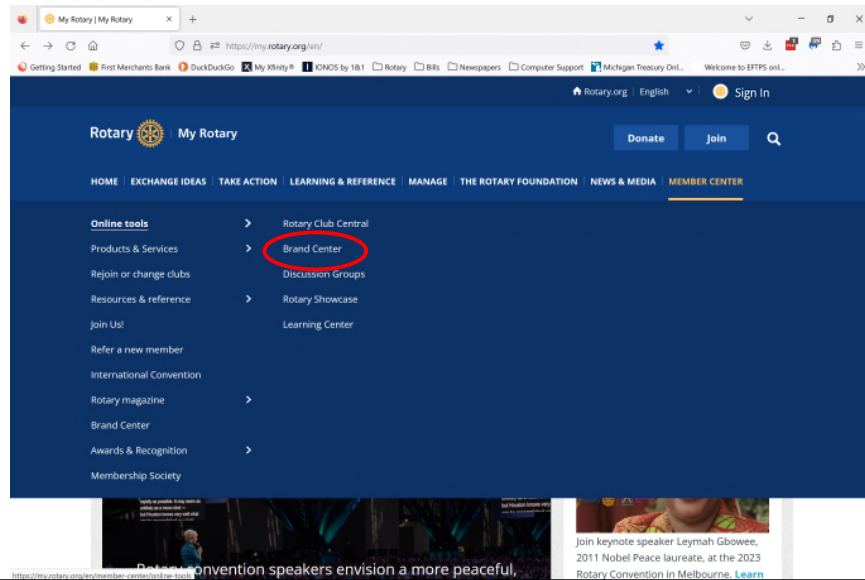 My Rotary | My Rotary
https://my.rotary.org/en/
Getting Started First Merchants Bank DuckDuckGo My Xfinity® IONOS by 1&1 Rotary Bills Newspapers Computer Support Michigan Treasury Onl... Welcome to EFTPS onl...
Rotary.org English Sign In
Rotary My Rotary
Donate Join
HOME EXCHANGE IDEAS TAKE ACTION LEARNING & REFERENCE MANAGE THE ROTARY FOUNDATION NEWS & MEDIA MEMBER CENTER
Online tools
Products & Services
Rejoin or change clubs
Resources & reference
Join Us!
Refer a new member
International Convention
Rotary magazine
Brand Center
Awards & Recognition
Membership Society
Rotary Club Central
Brand Center
Discussion Groups
Rotary Showcase
Learning Center
Rotary convention speakers envision a more peaceful,
Join keynote speaker Leymah Gbowee,
2011 Nobel Peace laureate, at the 2023
Rotary Convention in Melbourne. Learn
https://my.rotary.org/en/member-center/online-tools